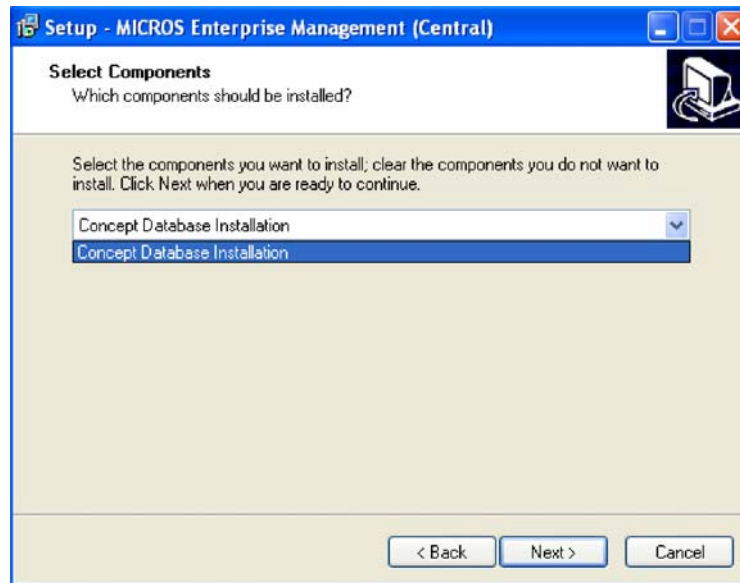 Setup - MICROS Enterprise Management (Central)
Select Components
Which components should be installed?
Select the components you want to install; clear the components you do not want to
install. Click Next when you are ready to continue.
Concept Database Installation
Concept Database Installation
< Back Next > Cancel